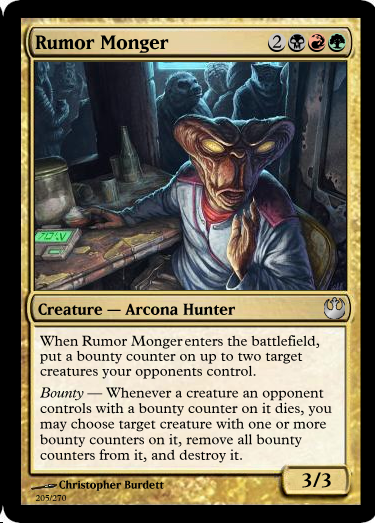 Rumor Monger 2
Creature — Arcona Hunter
When Rumor Monger enters the battlefield,
put a bounty counter on up to two target
creatures your opponents control.
Bounty — Whenever a creature an opponent
controls with a bounty counter on it dies, you
may choose target creature with one or more
bounty counters on it, remove all bounty
counters from it, and destroy it.
3/3
Christopher Burdett
205/270